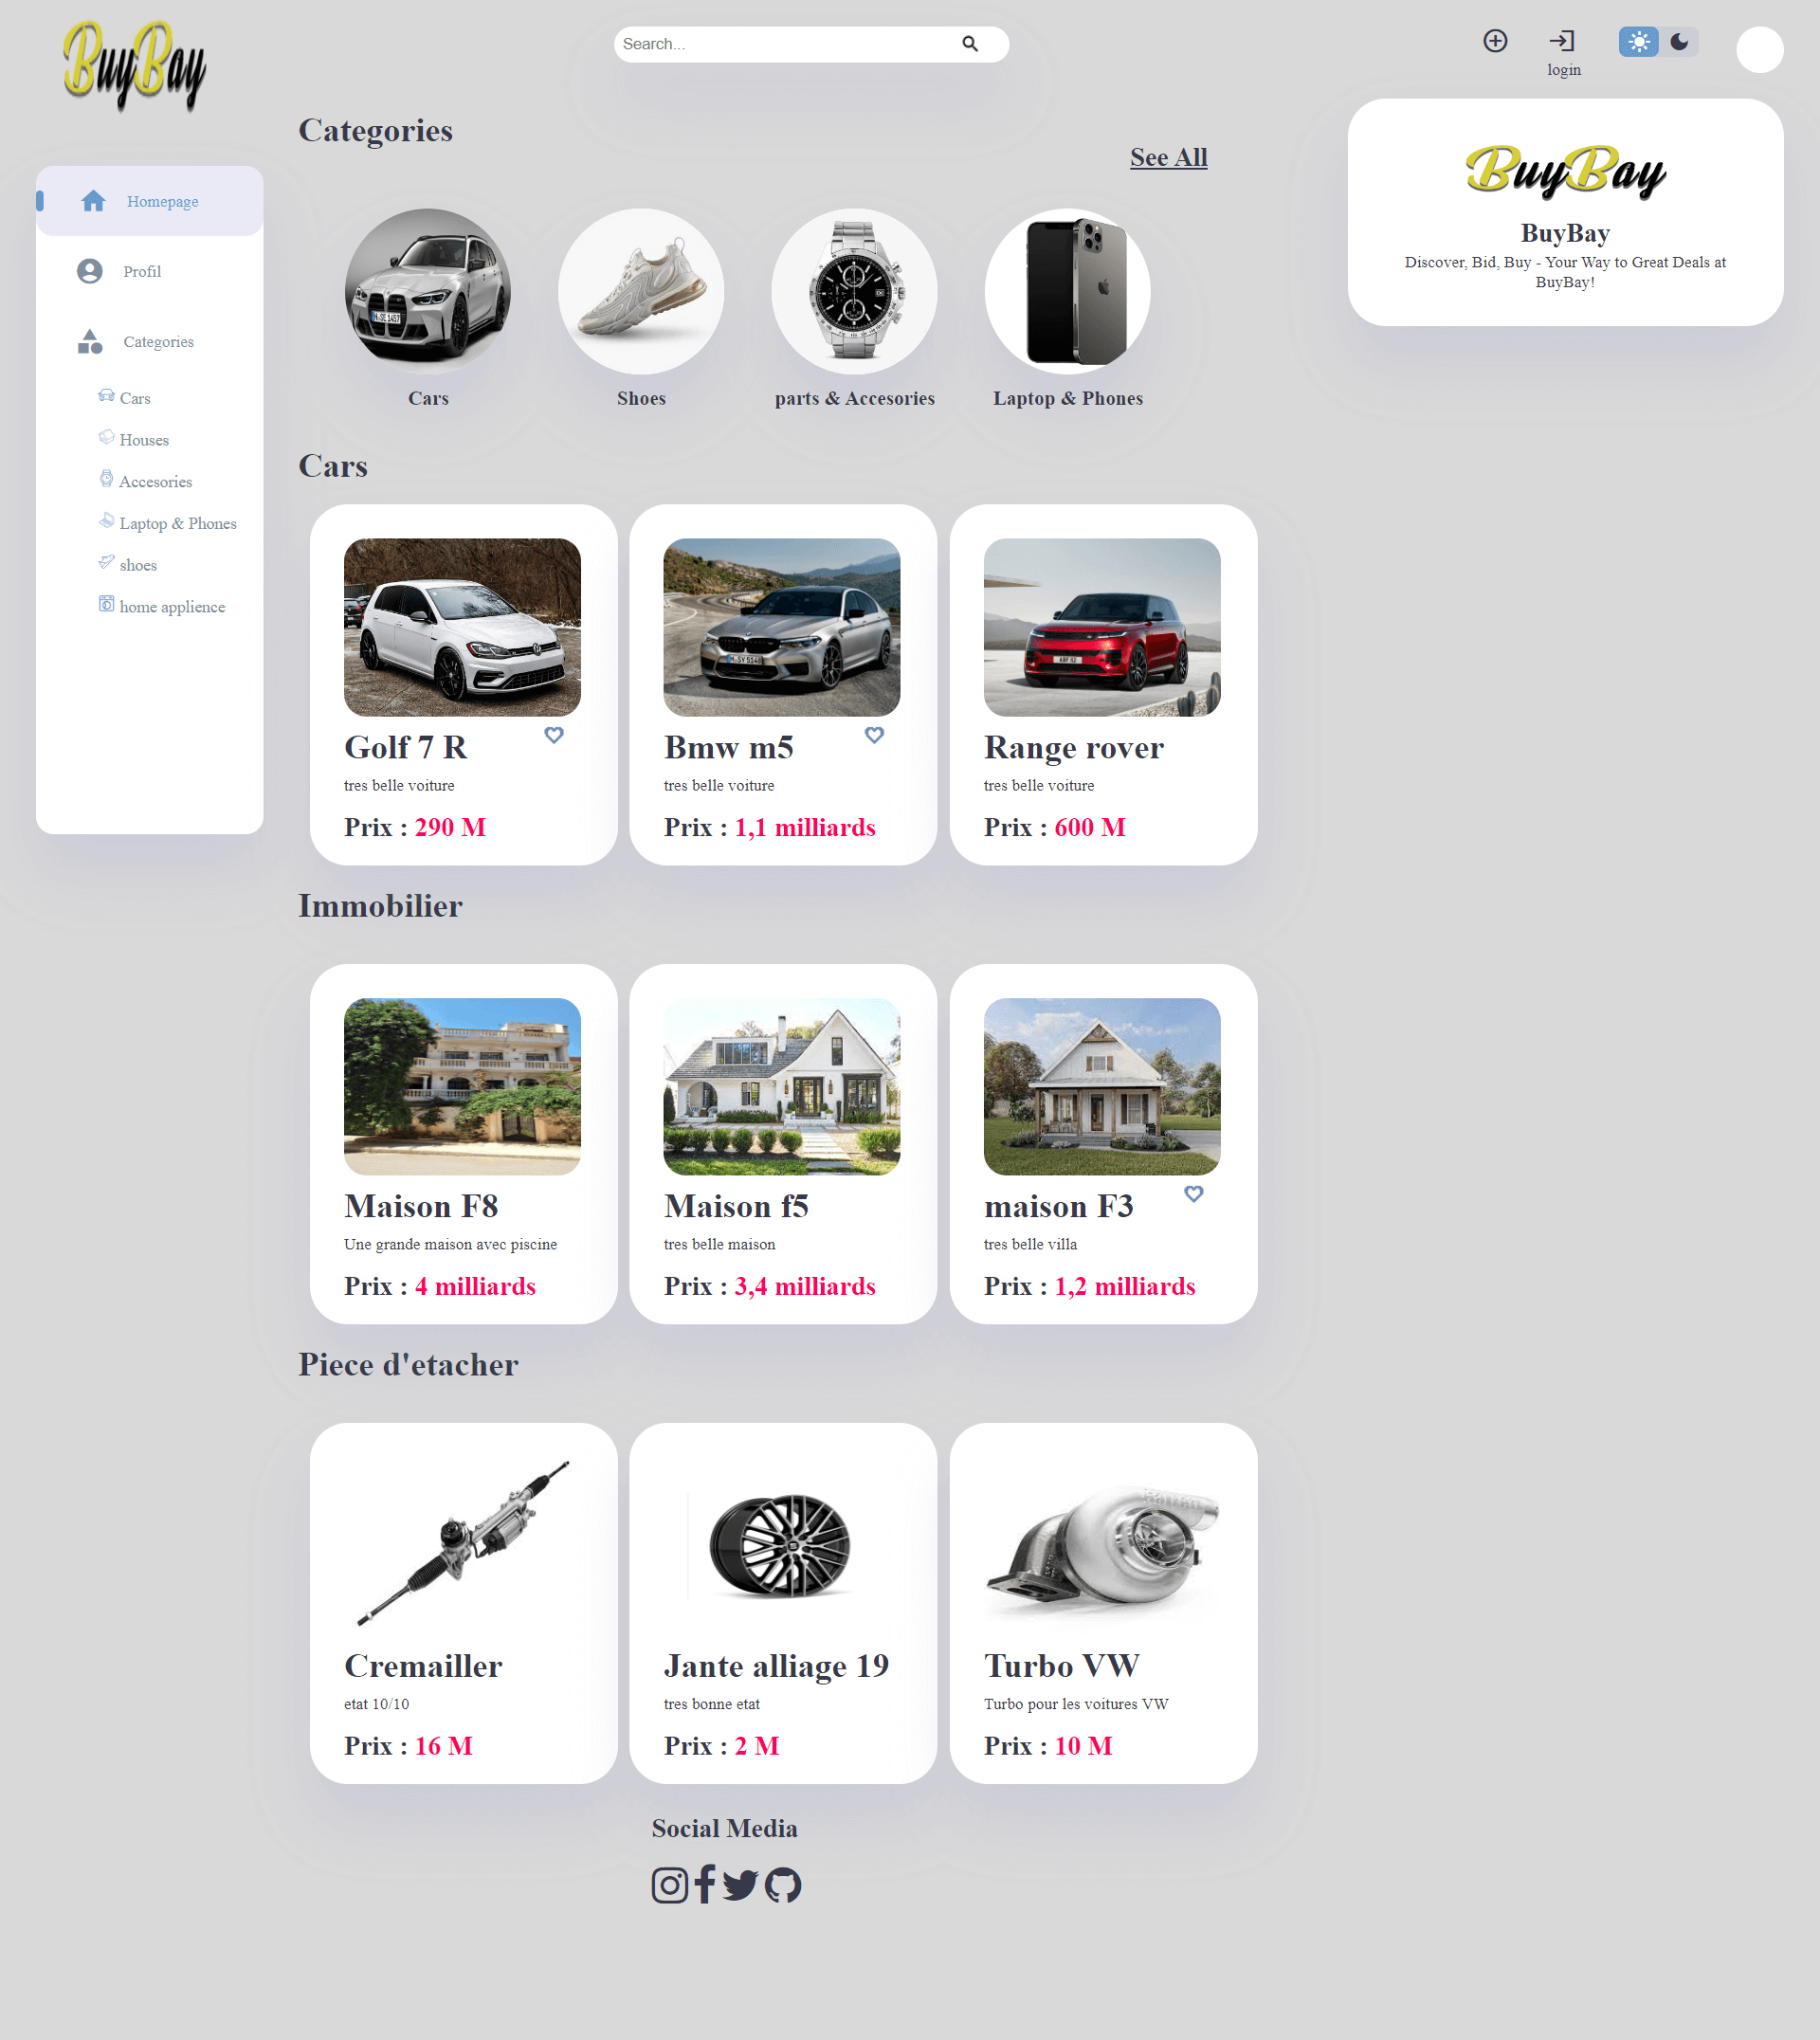 BuyBay
Search...
login
Homepage
Profil
Categories
Cars
Houses
Accesories
Laptop & Phones
shoes
home applience
Categories
See All
Cars
Shoes
parts & Accesories
Laptop & Phones
BuyBay
BuyBay
Discover, Bid, Buy - Your Way to Great Deals at
BuyBay!
Cars
Golf 7 R
tres belle voiture
Prix : 290 M
Bmw m5
tres belle voiture
Prix : 1,1 milliards
Range rover
tres belle voiture
Prix : 600 M
Immobilier
Maison F8
Une grande maison avec piscine
Prix : 4 milliards
Maison f5
tres belle maison
Prix : 3,4 milliards
maison F3
tres belle villa
Prix : 1,2 milliards
Piece d'etacher
Cremailler
etat 10/10
Prix : 16 M
Jante alliage 19
tres bonne etat
Prix : 2 M
Turbo VW
Turbo pour les voitures VW
Prix : 10 M
Social Media